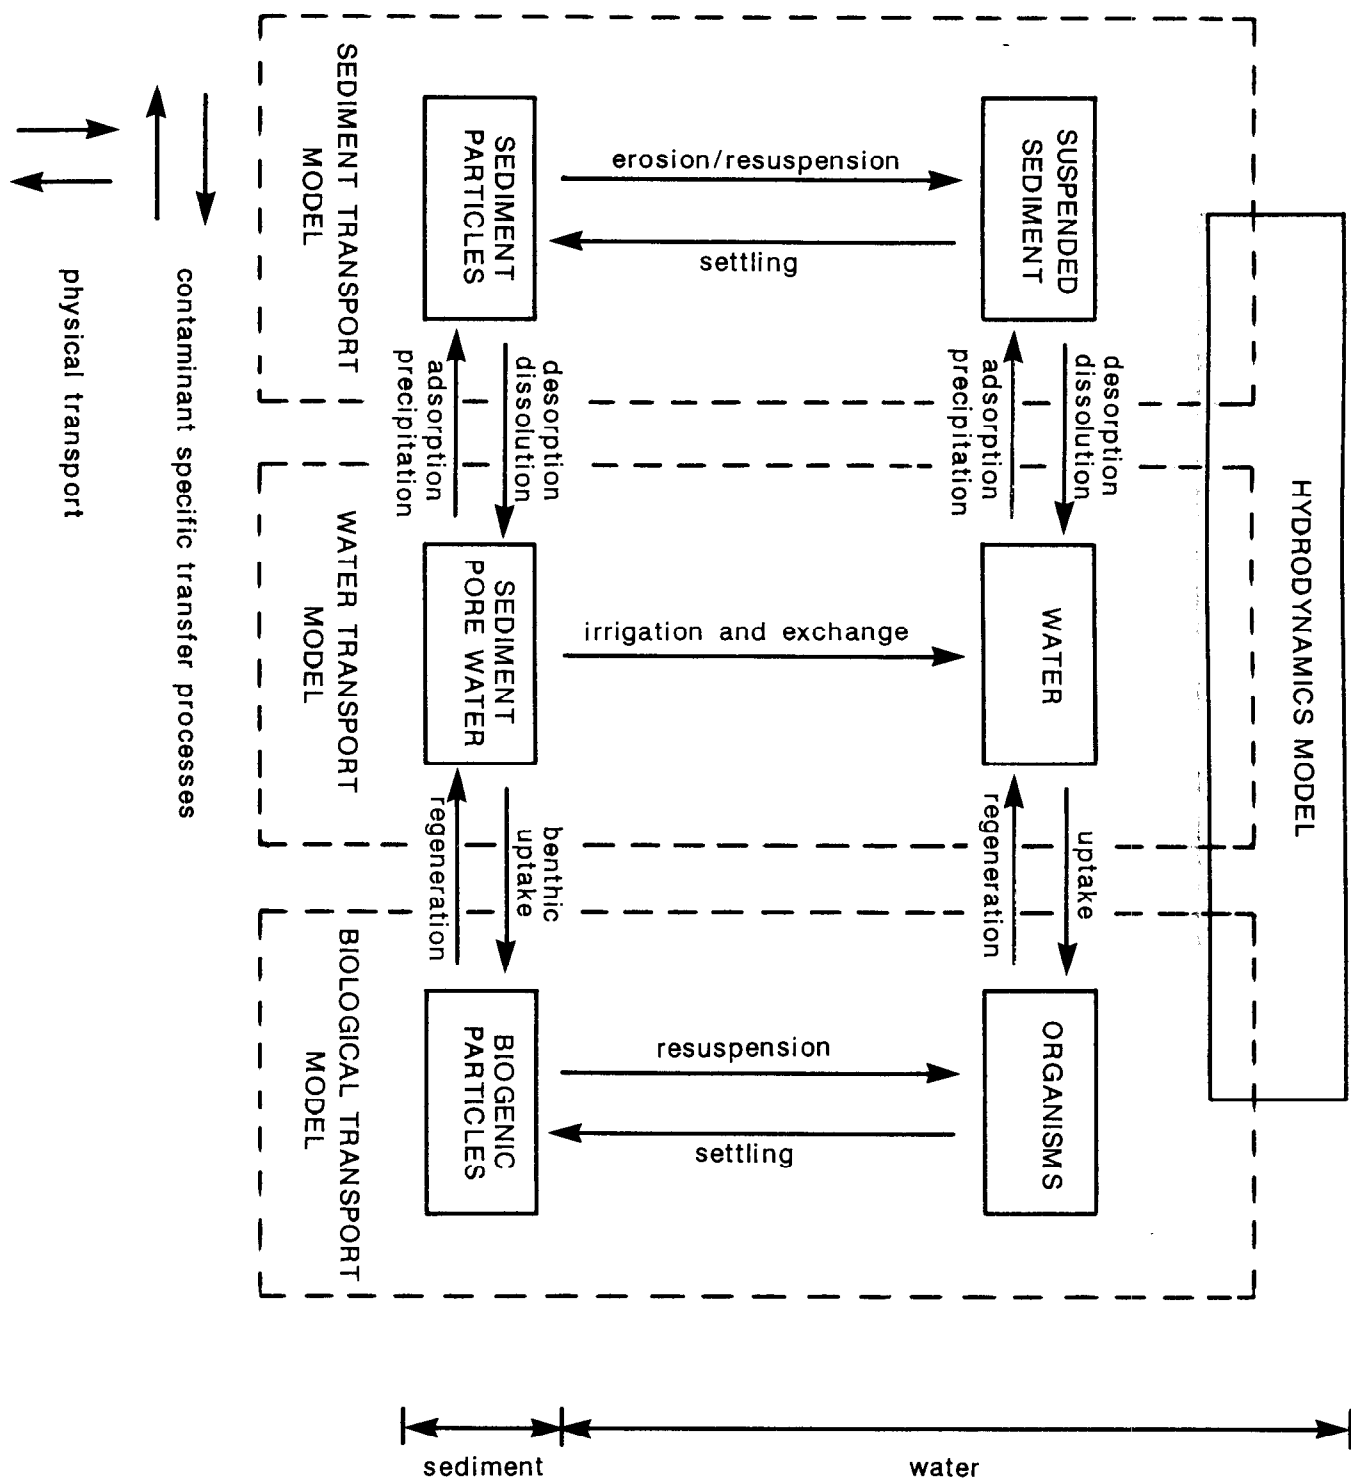 HYDRODYNAMICS MODEL
SUSPENDED
SEDIMENT
erosion/resuspension
settling
SEDIMENT
PARTICLES
SEDIMENT TRANSPORT
MODEL
desorption
dissolution
adsorption
precipitation
desorption
dissolution
adsorption
precipitation
WATER
irrigation and exchange
SEDIMENT
PORE WATER
WATER TRANSPORT
MODEL
uptake
regeneration
benthic
uptake
regeneration
ORGANISMS
resuspension
settling
BIOGENIC
PARTICLES
BIOLOGICAL TRANSPORT
MODEL
water
sediment
contaminant specific transfer processes
physical transport